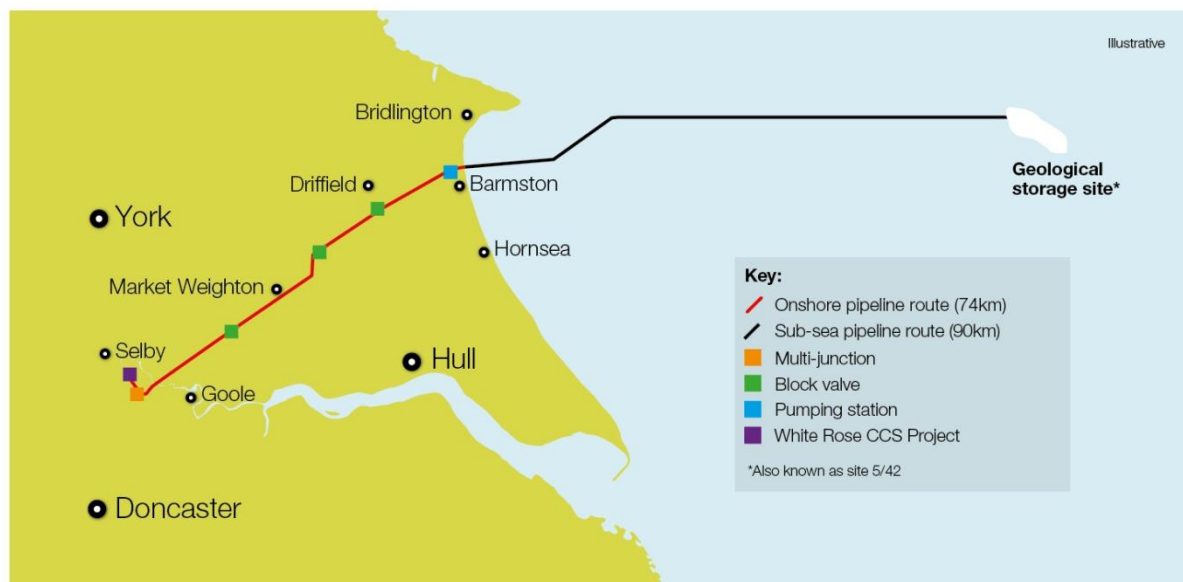 Illustrative
Bridlington
Driffield
Barmston
Geological
storage site*
York
Hornsea
Market Weighton
Key:
Onshore pipeline route (74km)
Sub-sea pipeline route (90km)
Multi-junction
Block valve
Pumping station
White Rose CCS Project
*Also known as site 5/42
Selby
Hull
Goole
Doncaster